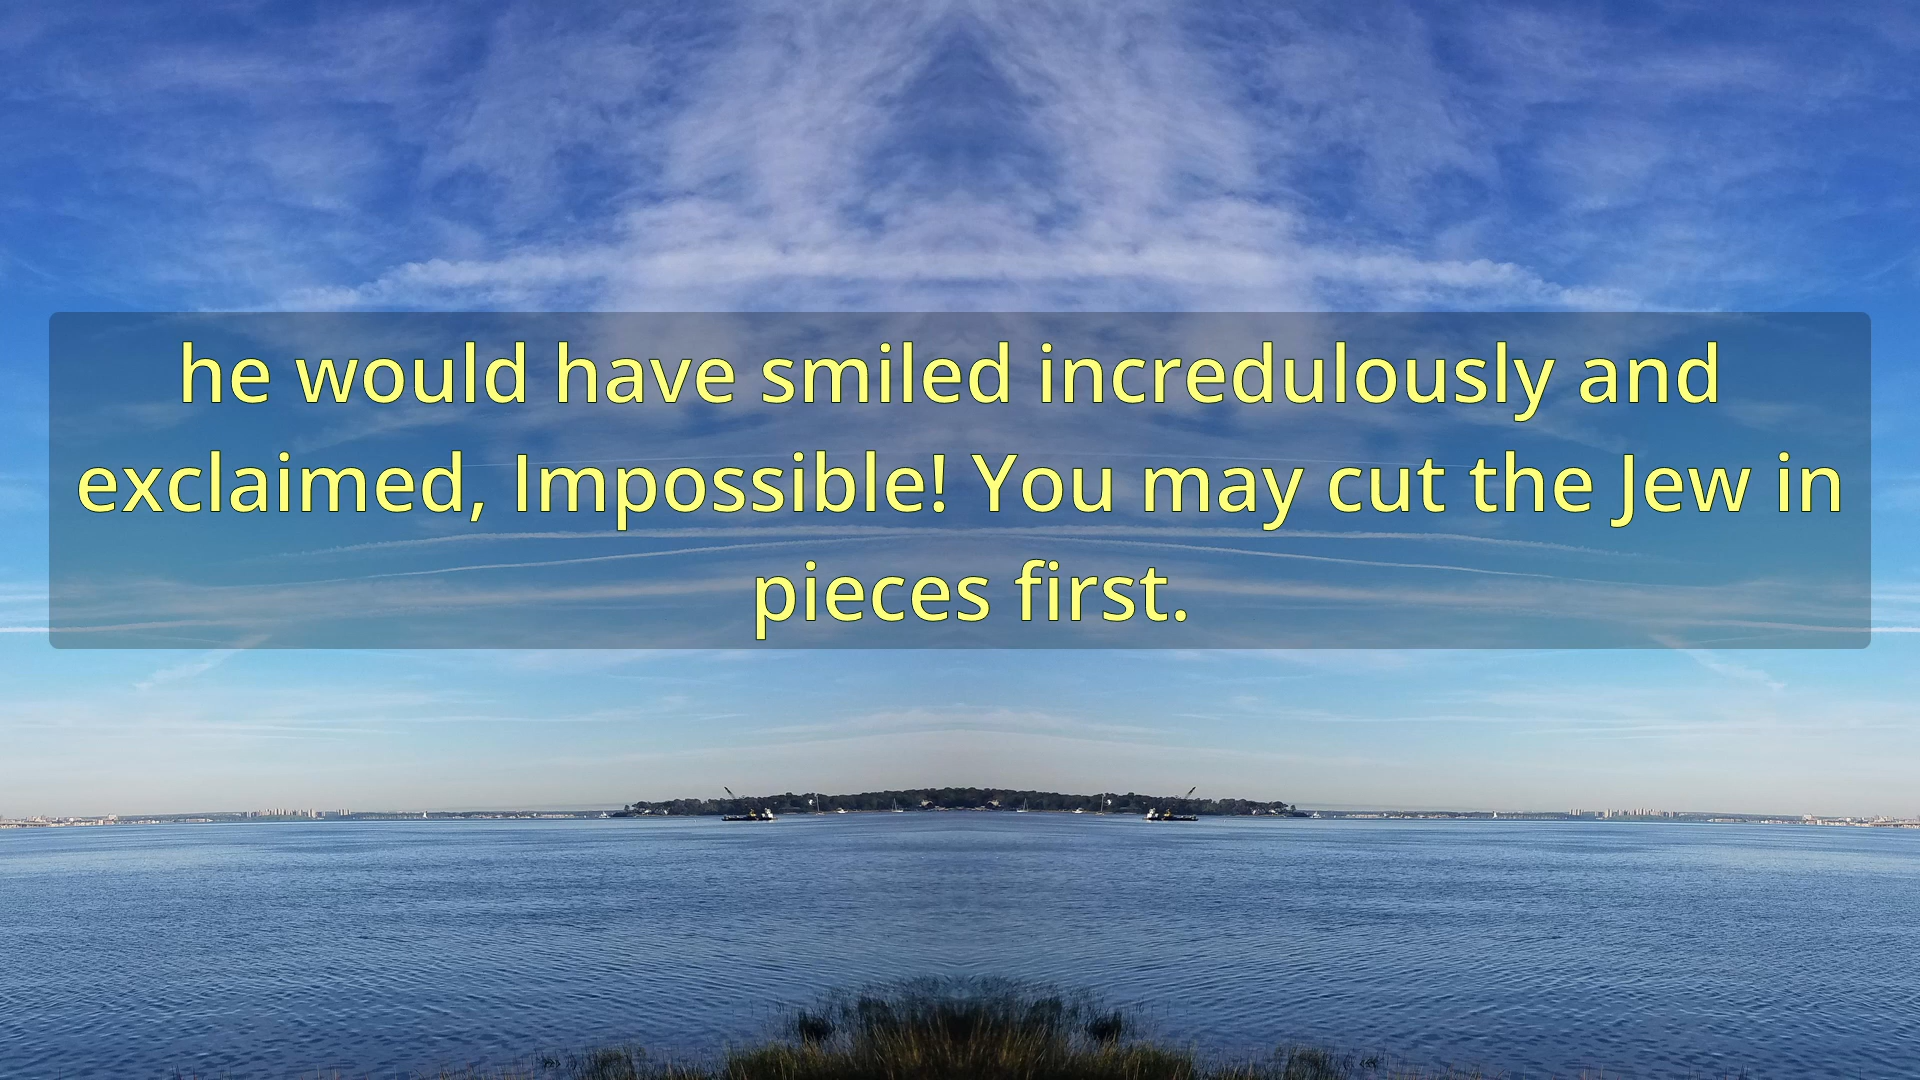 he would have smiled incredulously and
exclaimed, Impossible! You may cut the Jew in
pieces first.